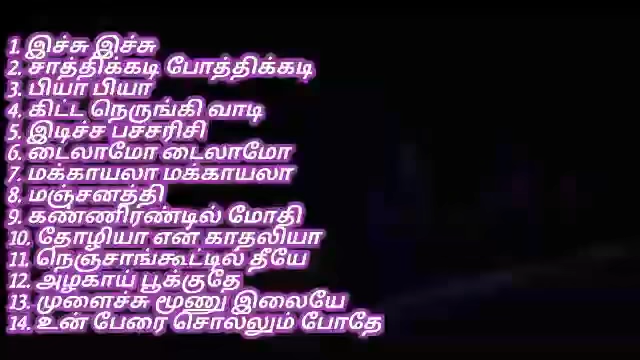 1. இச்சு இச்சு
2. சாத்திக்கடி போத்திக்கடி
3. பியா பியா
4. கிட்ட நெருங்கி வாடி
5. இடிச்ச பச்சரிசி
6. டைலாமோ டைலாமோ
7. மக்காயலா மக்காயலா
8. மஞ்சனத்தி
9. கண்ணிரண்டில் மோதி
10. தோழியா என் காதலியா
11. நெஞ்சாங்கூட்டில் தீயே
12. அழகாய் பூக்குதே
13. முளைச்சு மூணு இலையே
14. உன் பேரை சொல்லும் போதே